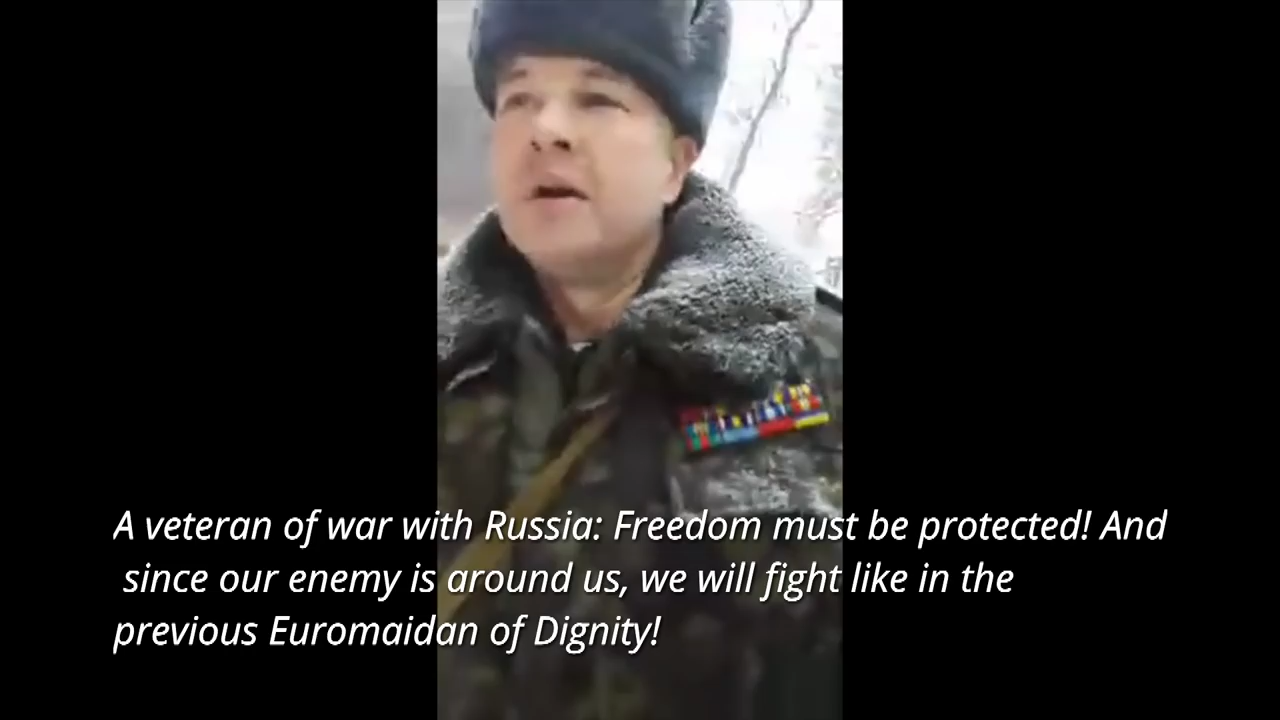 A veteran of war with Russia: Freedom must be protected! And
since our enemy is around us, we will fight like in the
previous Euromaidan of Dignity!